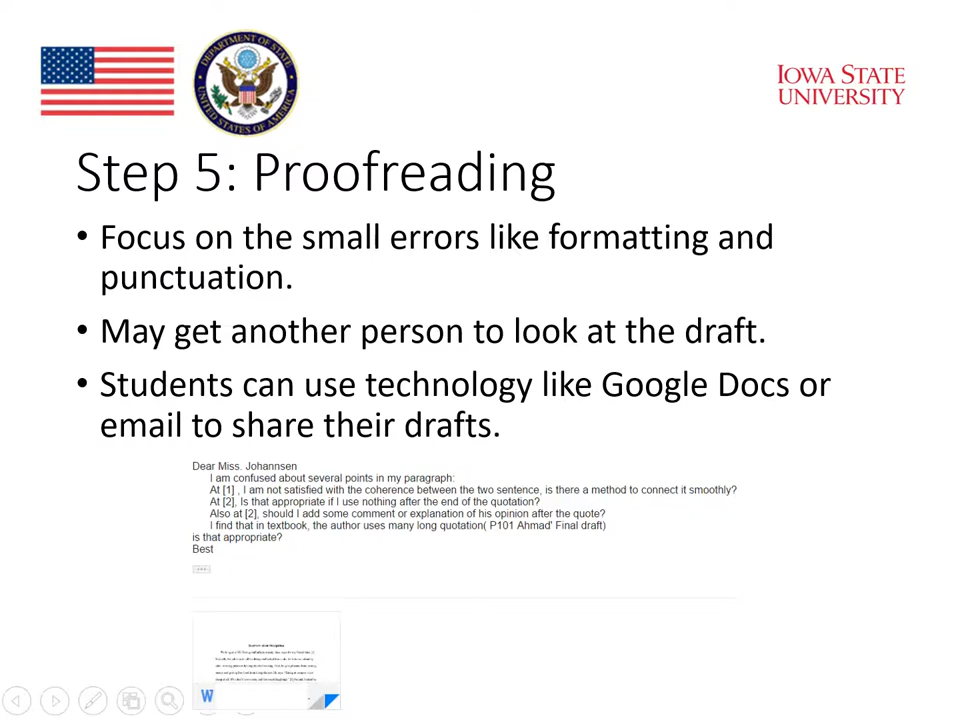 DEPARTMENT OF STATE
UNITED STATES OF AMERICA
IOWA STATE
UNIVERSITY
Step 5: Proofreading
• Focus on the small errors like formatting and
punctuation.
• May get another person to look at the draft.
• Students can use technology like Google Docs or
email to share their drafts.
Dear Miss. Johannsen
I am confused about several points in my paragraph:
At [1] , I am not satisfied with the coherence between the two sentence, is there a method to connect it smoothly?
At [2], Is that appropriate if I use nothing after the end of the quotation?
Also at [2], should I add some comment or explanation of his opinion after the quote?
I find that in textbook, the author uses many long quotation( P101 Ahmad' Final draft)
is that appropriate?
Best
W